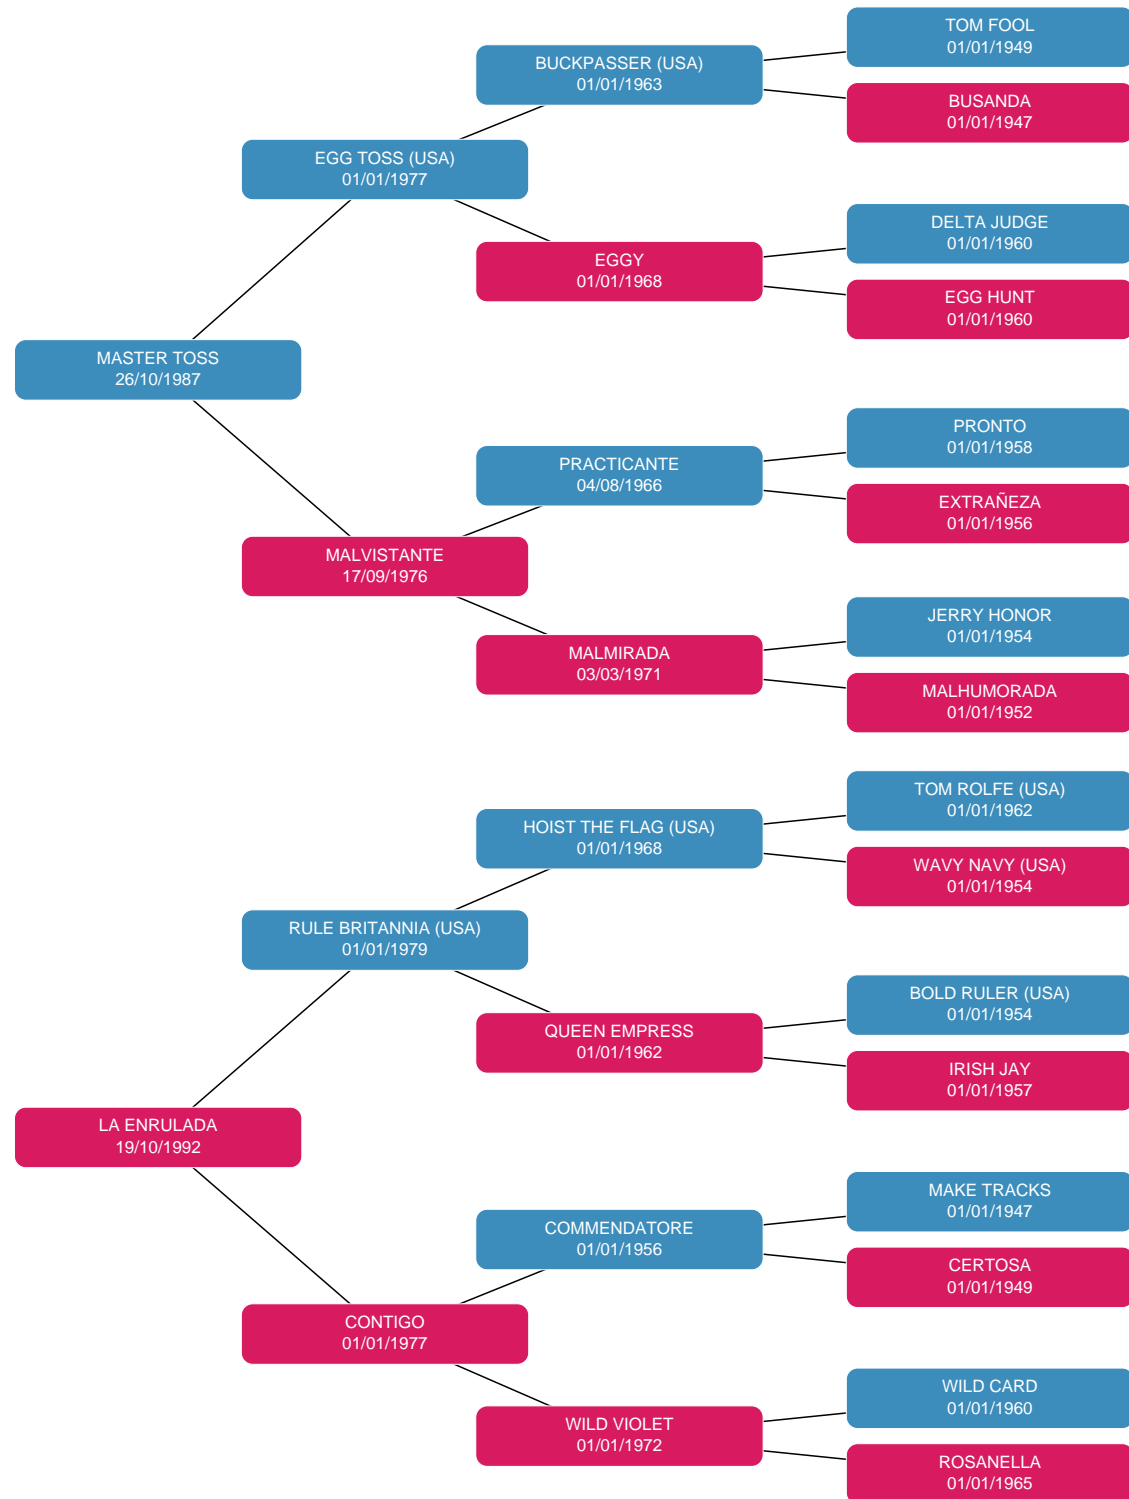 TOM FOOL
01/01/1949
BUCKPASSER (USA)
01/01/1963
BUSANDA
01/01/1947
EGG TOSS (USA)
01/01/1977
DELTA JUDGE
01/01/1960
EGGY
01/01/1968
EGG HUNT
01/01/1960
MASTER TOSS
26/10/1987
PRONTO
01/01/1958
PRACTICANTE
04/08/1966
EXTRAÑEZA
01/01/1956
MALVISTANTE
17/09/1976
JERRY HONOR
01/01/1954
MALMIRADA
03/03/1971
MALHUMORADA
01/01/1952
TOM ROLFE (USA)
01/01/1962
HOIST THE FLAG (USA)
01/01/1968
WAVY NAVY (USA)
01/01/1954
RULE BRITANNIA (USA)
01/01/1979
BOLD RULER (USA)
01/01/1954
QUEEN EMPRESS
01/01/1962
IRISH JAY
01/01/1957
LA ENRULADA
19/10/1992
MAKE TRACKS
01/01/1947
COMMENDATORE
01/01/1956
CERTOSA
01/01/1949
CONTIGO
01/01/1977
WILD CARD
01/01/1960
WILD VIOLET
01/01/1972
ROSANELLA
01/01/1965